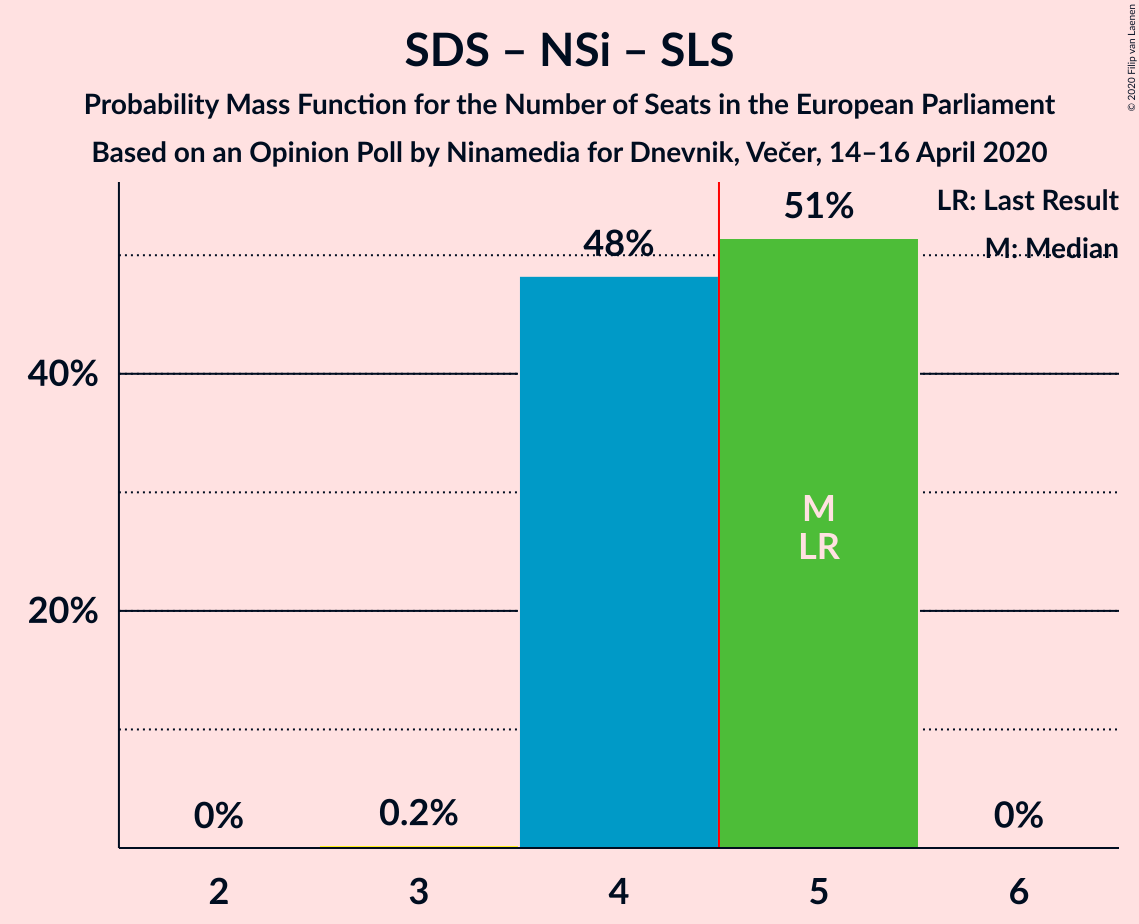 SDS – NSi – SLS
Probability Mass Function for the Number of Seats in the European Parliament
Based on an Opinion Poll by Ninamedia for Dnevnik, Večer, 14–16 April 2020
© 2020 Filip van Laenen
LR: Last Result
M: Median
51%
48%
40%
20%
M
LR
0%
0.2%
0%
2
3
4
5
6